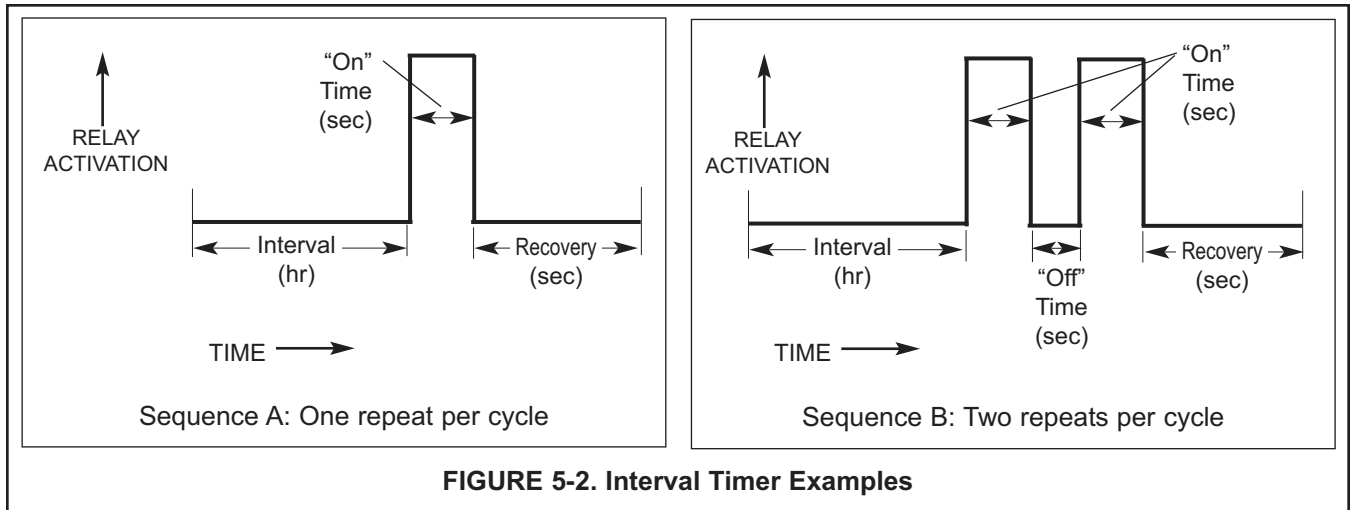 “On”
Time
(sec)
RELAY
ACTIVATION
Interval
(hr)
Recovery
(sec)
TIME
Sequence A: One repeat per cycle
“On”
Time
(sec)
RELAY
ACTIVATION
Interval
(hr)
“Off”
Time
(sec)
Recovery
(sec)
TIME
Sequence B: Two repeats per cycle
FIGURE 5-2. Interval Timer Examples